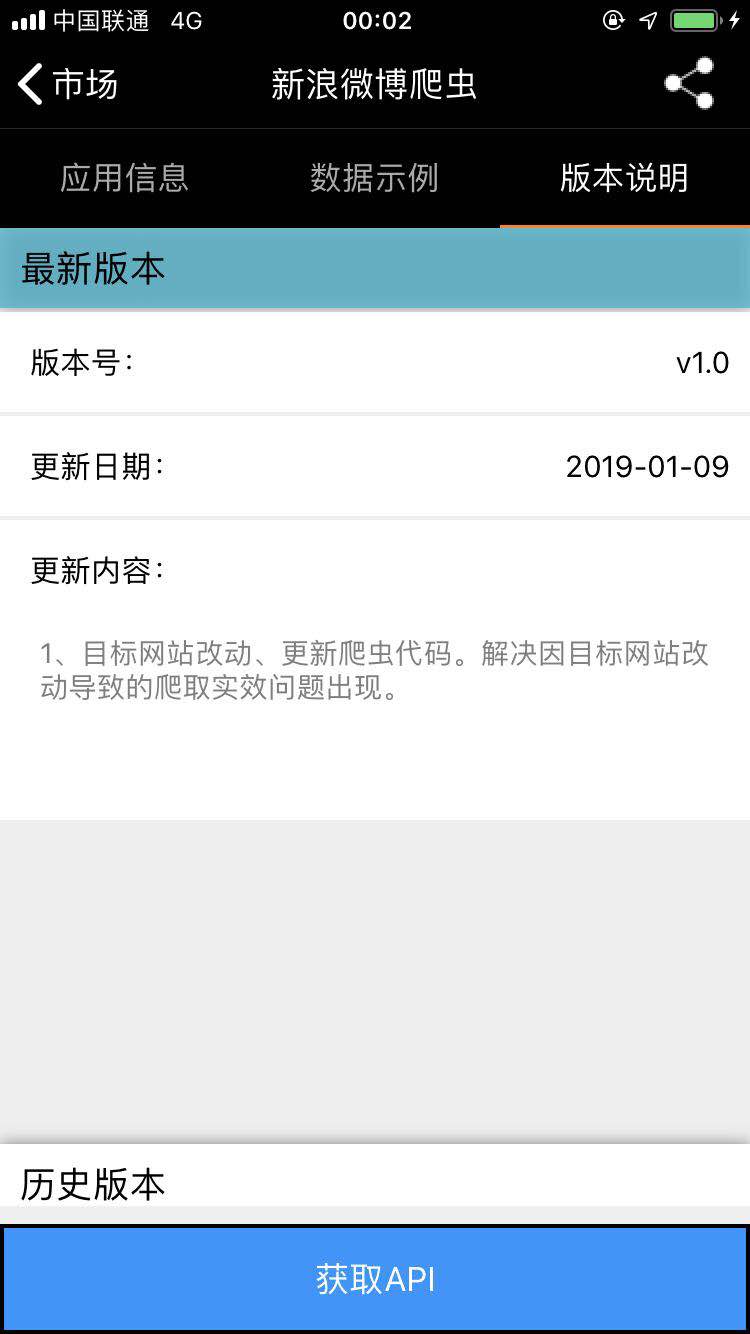 中国联通 4G 00:02
市场 新浪微博爬虫
应用信息 数据示例 版本说明
最新版本
版本号： v1.0
更新日期： 2019-01-09
更新内容：
1、目标网站改动、更新爬虫代码。解决因目标网站改
动导致的爬取实效问题出现。
历史版本
获取API